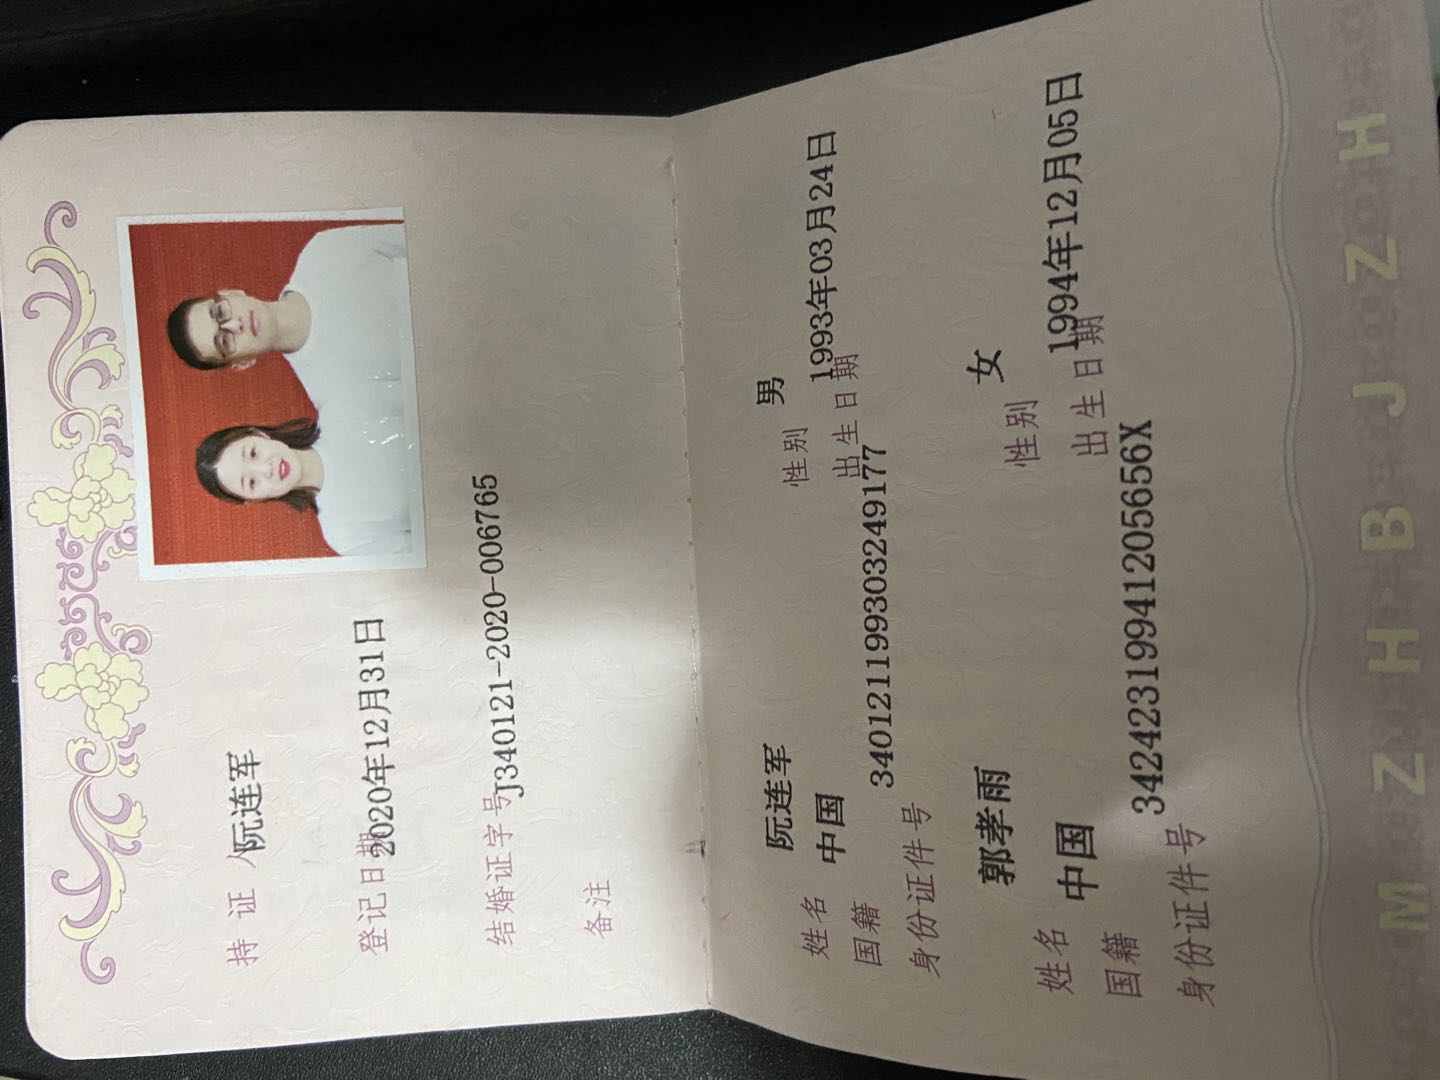 持证人 阮连军
登记日期 2020年12月31日
结婚证字号 J340121-2020-006765
备注
姓名 阮连军 性别 男
国籍 中国 出生日期 1993年03月24日
身份证件号 340121199303249177
姓名 郭孝雨 性别 女
国籍 中国 出生日期 1994年12月05日
身份证件号 34242319941205656X
M Z H B J Z H